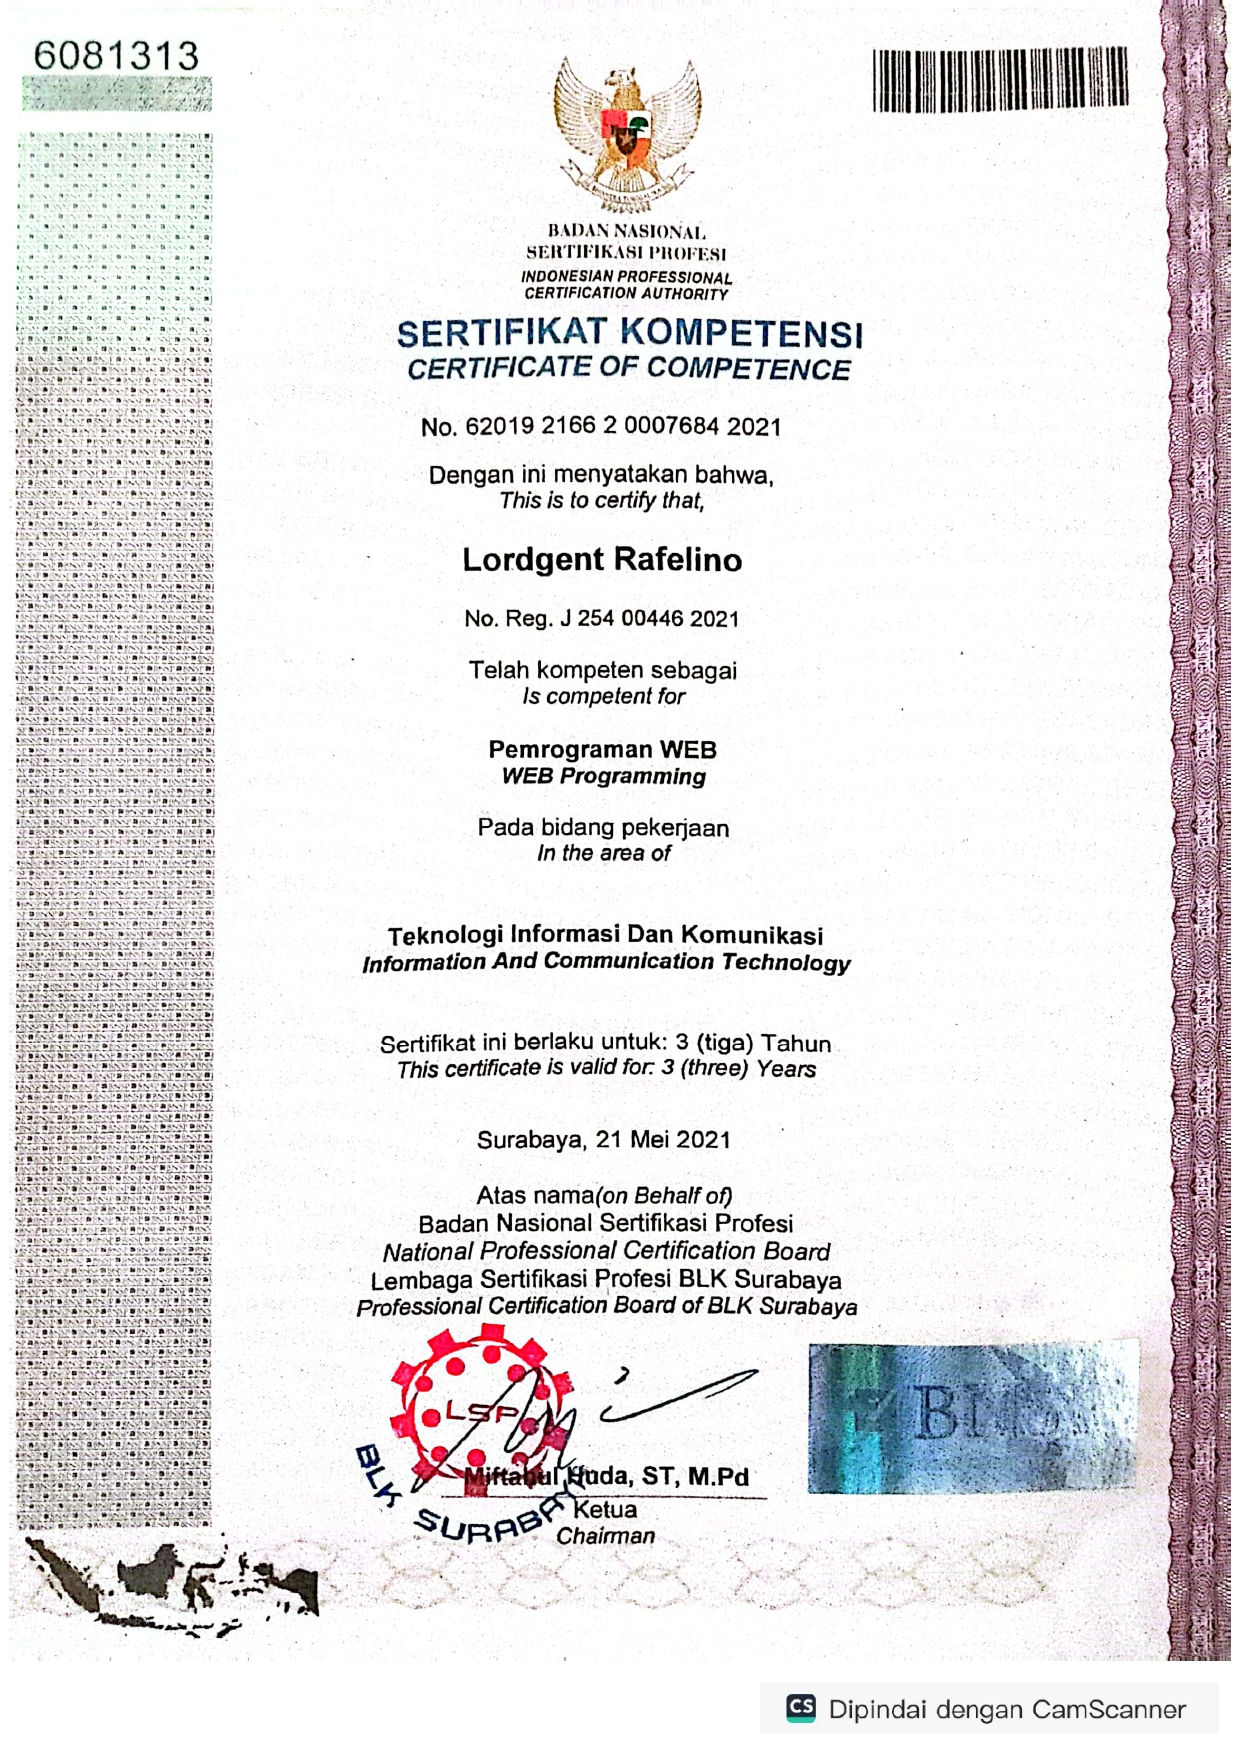 6081313
BADAN NASIONAL
SERTIFIKASI PROFESI
INDONESIAN PROFESSIONAL
CERTIFICATION AUTHORITY
SERTIFIKAT KOMPETENSI
CERTIFICATE OF COMPETENCE
No. 62019 2166 2 0007684 2021
Dengan ini menyatakan bahwa,
This is to certify that,
Lordgent Rafelino
No. Reg. J 254 00446 2021
Telah kompeten sebagai
Is competent for
Pemrograman WEB
WEB Programming
Pada bidang pekerjaan
In the area of
Teknologi Informasi Dan Komunikasi
Information And Communication Technology
Sertifikat ini berlaku untuk: 3 (tiga) Tahun
This certificate is valid for: 3 (three) Years
Surabaya, 21 Mei 2021
Atas nama(on Behalf of)
Badan Nasional Sertifikasi Profesi
National Professional Certification Board
Lembaga Sertifikasi Profesi BLK Surabaya
Professional Certification Board of BLK Surabaya
LSP
BLK SURABAYA
Miftahul Huda, ST, M.Pd
Ketua
Chairman
CS Dipindai dengan CamScanner